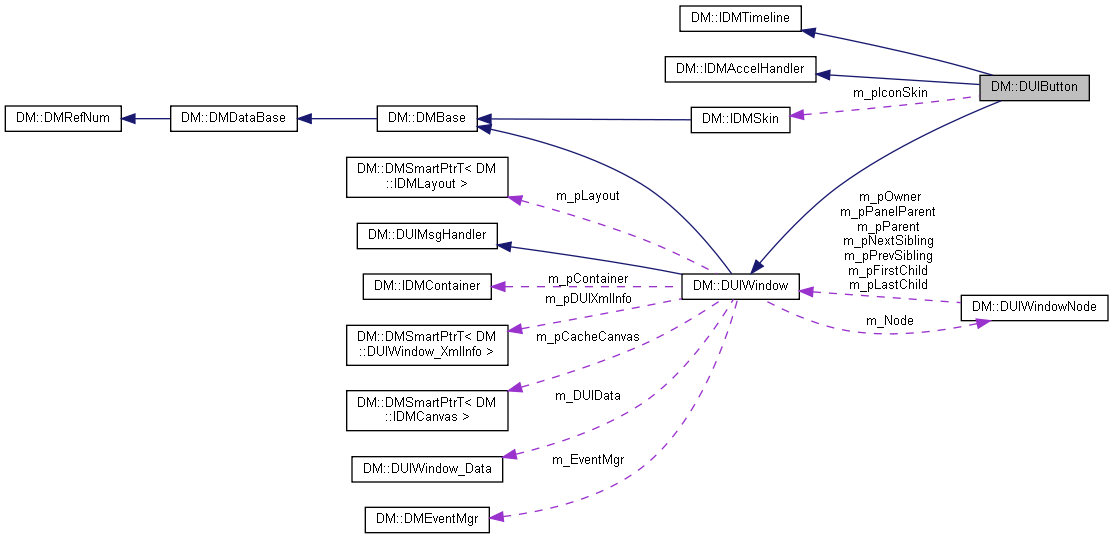 DM::IDMTimeline
DM::IDMAccelHandler
DM::DUIButton
m_pIconSkin
DM::DMRefNum
DM::DMDataBase
DM::DMBase
DM::IDMSkin
DM::DMSmartPtrT< DM
::IDMLayout >
m_pLayout
m_pOwner
m_pPanelParent
m_pParent
m_pNextSibling
m_pPrevSibling
m_pFirstChild
m_pLastChild
DM::DUIMsgHandler
DM::IDMContainer
m_pContainer
DM::DUIWindow
m_pDUIXmlInfo
DM::DUIWindowNode
m_Node
DM::DMSmartPtrT< DM
::DUIWindow_XmlInfo >
m_pCacheCanvas
DM::DMSmartPtrT< DM
::IDMCanvas >
m_DUIData
DM::DUIWindow_Data
m_EventMgr
DM::DMEventMgr